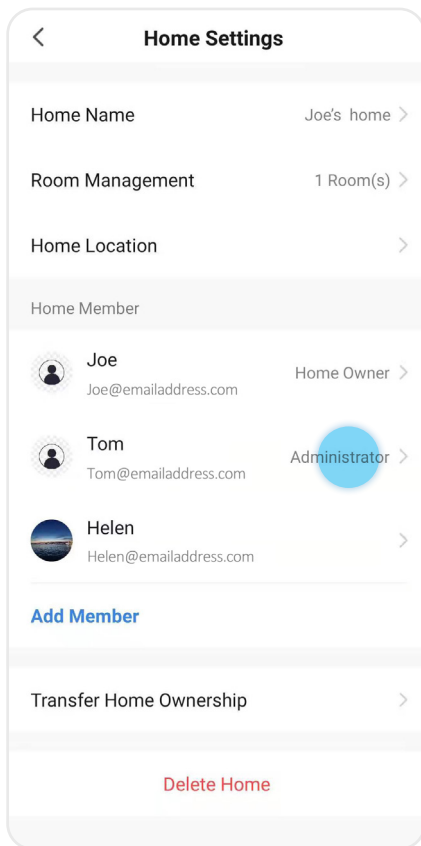 Home Settings
Home Name Joe's home
Room Management 1 Room(s)
Home Location
Home Member
Joe
Home Owner
Joe@emailaddress.com
Tom
Administrator
Tom@emailaddress.com
Helen
Helen@emailaddress.com
Add Member
Transfer Home Ownership
Delete Home